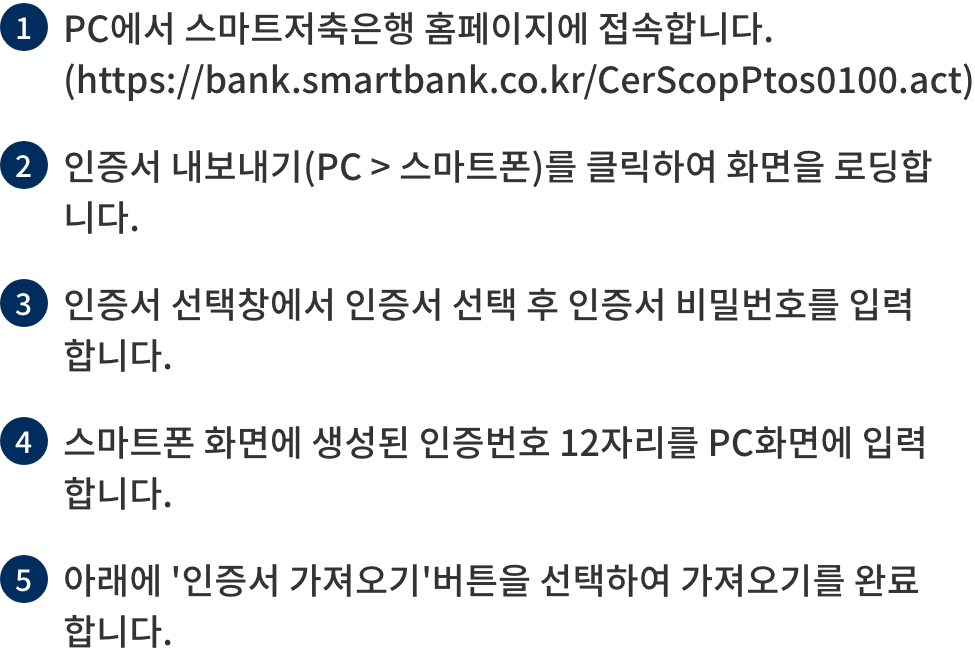 1 PC에서 스마트저축은행 홈페이지에 접속합니다.
(https://bank.smartbank.co.kr/CerScopPtos0100.act)
2 인증서 내보내기(PC > 스마트폰)를 클릭하여 화면을 로딩합
니다.
3 인증서 선택창에서 인증서 선택 후 인증서 비밀번호를 입력
합니다.
4 스마트폰 화면에 생성된 인증번호 12자리를 PC화면에 입력
합니다.
5 아래에 '인증서 가져오기'버튼을 선택하여 가져오기를 완료
합니다.